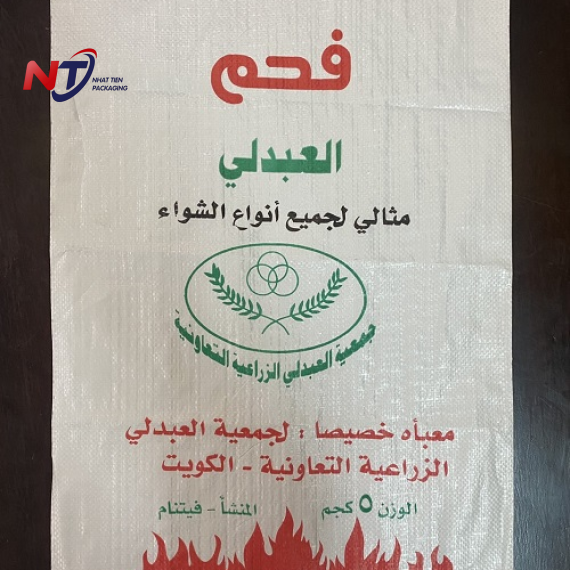 NT NHAT TIEN
PACKAGING
فحم
العبدلي
مثالي لجميع أنواع الشواء
جمعية العبدلي الزراعية التعاونية
معبأه خصيصا : لجمعية العبدلي
الزراعية التعاونية - الكويت
الوزن ٥ كجم
المنشأ - فيتنام